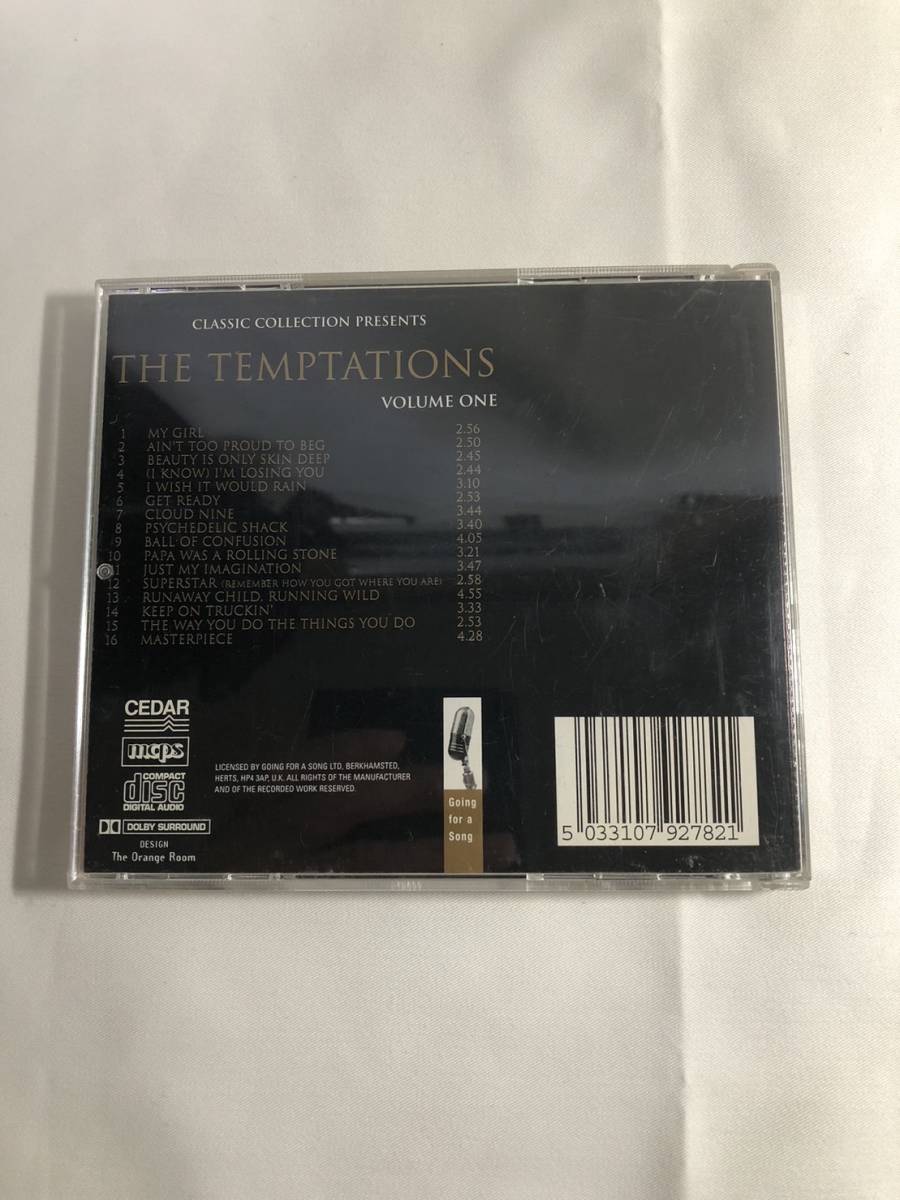 CLASSIC COLLECTION PRESENTS
THE TEMPTATIONS
VOLUME ONE
1 MY GIRL 2.56
2 AIN'T TOO PROUD TO BEG 2.50
3 BEAUTY IS ONLY SKIN DEEP 2.45
4 (I KNOW) I'M LOSING YOU 2.44
5 I WISH IT WOULD RAIN 3.10
6 GET READY 2.53
7 CLOUD NINE 3.44
8 PSYCHEDELIC SHACK 3.40
9 BALL OF CONFUSION 4.05
10 PAPA WAS A ROLLING STONE 3.21
11 JUST MY IMAGINATION 3.47
12 SUPERSTAR (REMEMBER HOW YOU GOT WHERE YOU ARE) 2.58
13 RUNAWAY CHILD, RUNNING WILD 4.55
14 KEEP ON TRUCKIN' 3.33
15 THE WAY YOU DO THE THINGS YOU DO 2.53
16 MASTERPIECE 4.28
CEDAR
mcps
COMPACT
disc
DIGITAL AUDIO
DOLBY SURROUND
DESIGN
The Orange Room
LICENSED BY GOING FOR A SONG LTD, BERKHAMSTED,
HERTS, HP4 3AP, U.K. ALL RIGHTS OF THE MANUFACTURER
AND OF THE RECORDED WORK RESERVED.
Going
for a
Song
5 033107 927821